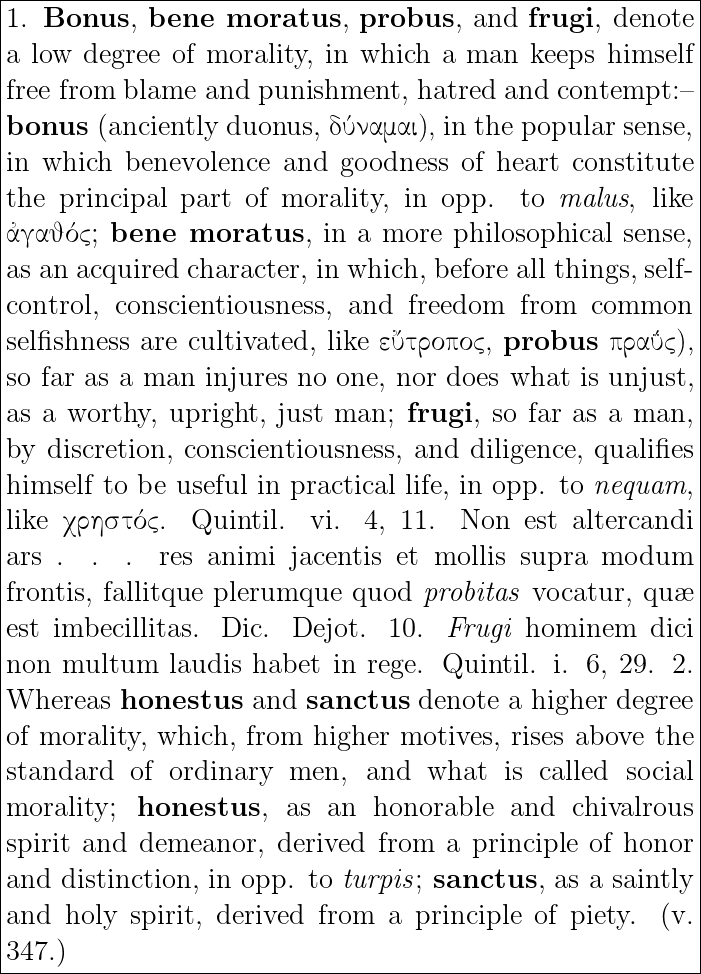 1. Bonus, bene moratus, probus, and frugi, denote
a low degree of morality, in which a man keeps himself
free from blame and punishment, hatred and contempt:–
bonus (anciently duonus, δύναμαι), in the popular sense,
in which benevolence and goodness of heart constitute
the principal part of morality, in opp. to malus, like
ἀγαθός; bene moratus, in a more philosophical sense,
as an acquired character, in which, before all things, self-
control, conscientiousness, and freedom from common
selfishness are cultivated, like εὔτροπος, probus πραΰς),
so far as a man injures no one, nor does what is unjust,
as a worthy, upright, just man; frugi, so far as a man,
by discretion, conscientiousness, and diligence, qualifies
himself to be useful in practical life, in opp. to nequam,
like χρηστός. Quintil. vi. 4, 11. Non est altercandi
ars . . . res animi jacentis et mollis supra modum
frontis, fallitque plerumque quod probitas vocatur, quæ
est imbecillitas. Dic. Dejot. 10. Frugi hominem dici
non multum laudis habet in rege. Quintil. i. 6, 29. 2.
Whereas honestus and sanctus denote a higher degree
of morality, which, from higher motives, rises above the
standard of ordinary men, and what is called social
morality; honestus, as an honorable and chivalrous
spirit and demeanor, derived from a principle of honor
and distinction, in opp. to turpis; sanctus, as a saintly
and holy spirit, derived from a principle of piety. (v.
347.)